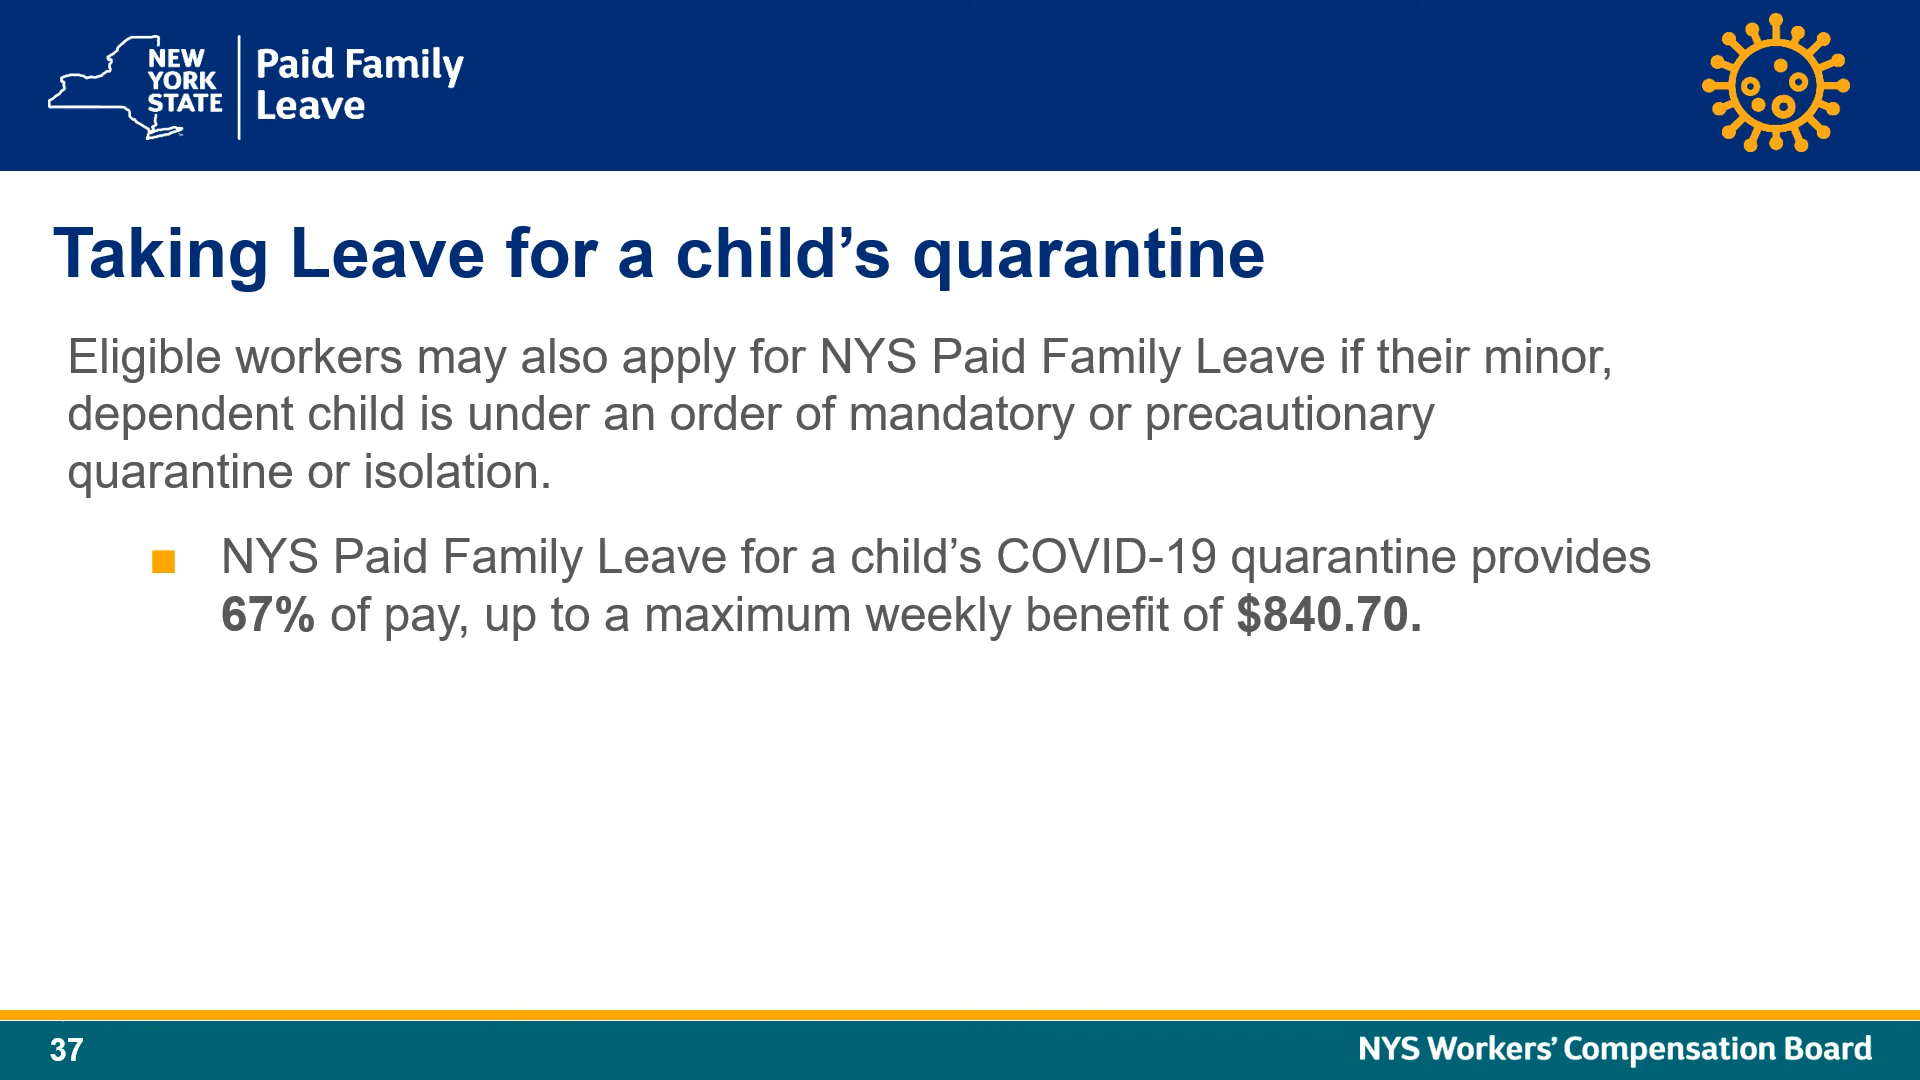 NEW
YORK
STATE
Paid Family
Leave
Taking Leave for a child’s quarantine
Eligible workers may also apply for NYS Paid Family Leave if their minor,
dependent child is under an order of mandatory or precautionary
quarantine or isolation.
■ NYS Paid Family Leave for a child’s COVID-19 quarantine provides
67% of pay, up to a maximum weekly benefit of $840.70.
37
NYS Workers’ Compensation Board